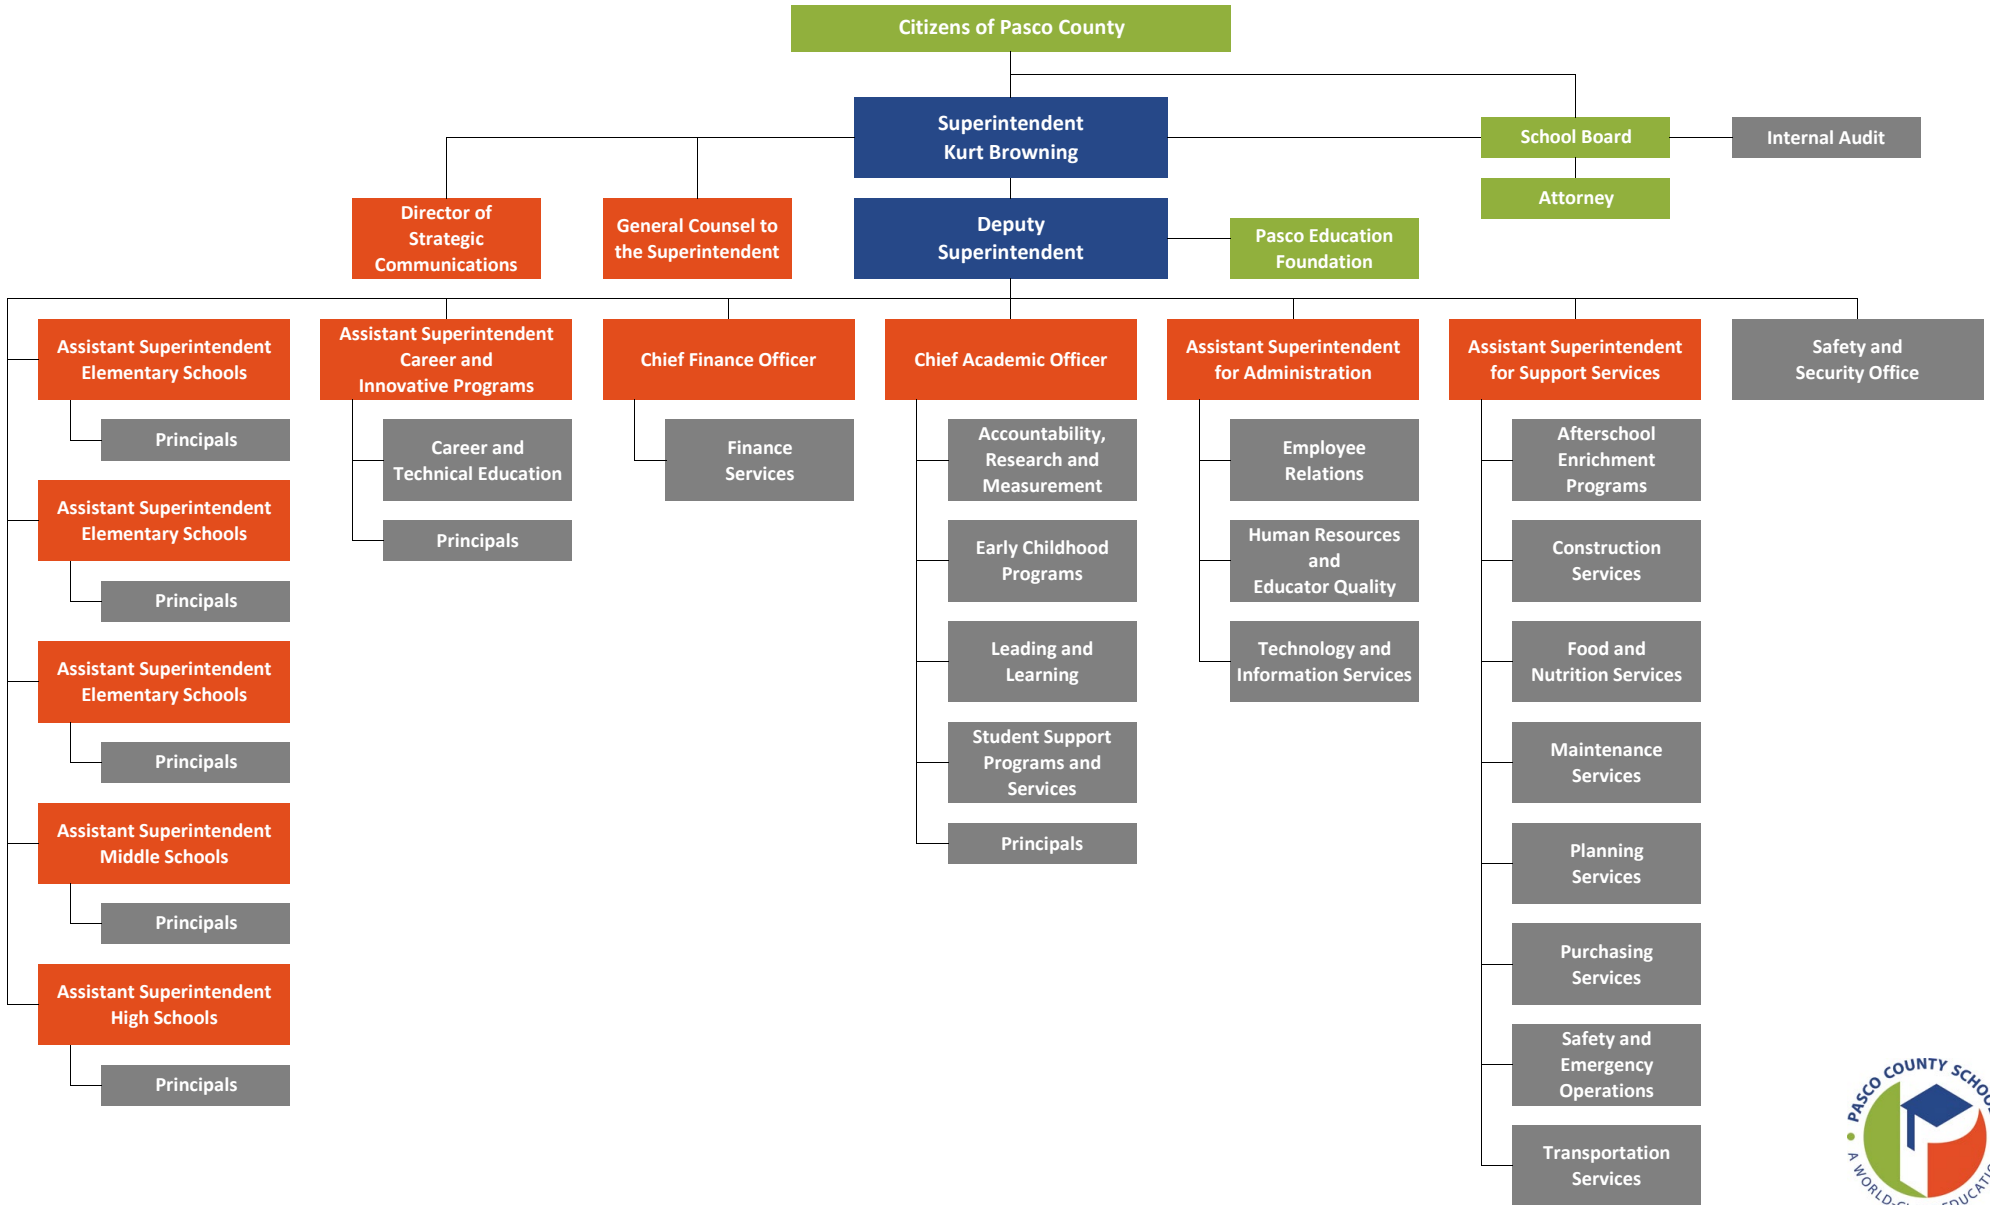 Citizens of Pasco County
Superintendent
Kurt Browning
School Board
Internal Audit
Attorney
Director of
Strategic
Communications
General Counsel to
the Superintendent
Deputy
Superintendent
Pasco Education
Foundation
Assistant Superintendent
Elementary Schools
Principals
Assistant Superintendent
Elementary Schools
Principals
Assistant Superintendent
Elementary Schools
Principals
Assistant Superintendent
Middle Schools
Principals
Assistant Superintendent
High Schools
Principals
Assistant Superintendent
Career and
Innovative Programs
Career and
Technical Education
Principals
Chief Finance Officer
Finance
Services
Chief Academic Officer
Accountability,
Research and
Measurement
Early Childhood
Programs
Leading and
Learning
Student Support
Programs and
Services
Principals
Assistant Superintendent
for Administration
Employee
Relations
Human Resources
and
Educator Quality
Technology and
Information Services
Assistant Superintendent
for Support Services
Afterschool
Enrichment
Programs
Construction
Services
Food and
Nutrition Services
Maintenance
Services
Planning
Services
Purchasing
Services
Safety and
Emergency
Operations
Transportation
Services
Safety and
Security Office
PASCO COUNTY
A